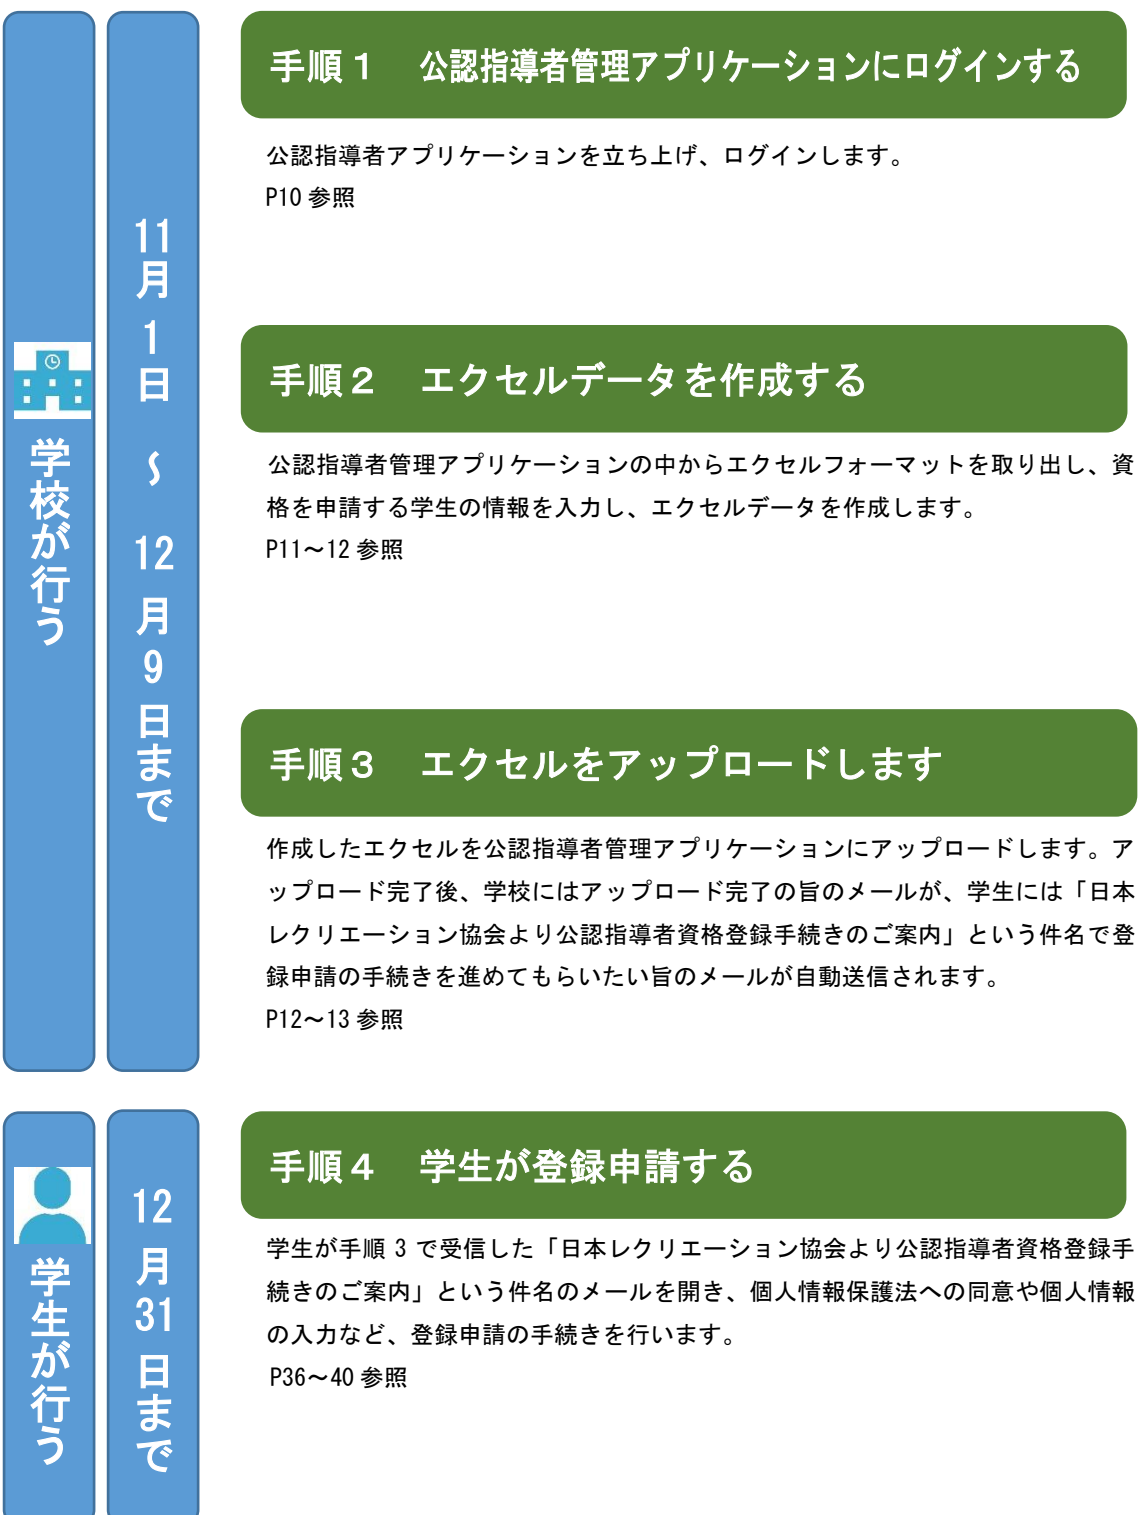 学校が行う
11月1日～12月9日まで
手順１　公認指導者管理アプリケーションにログインする
公認指導者アプリケーションを立ち上げ、ログインします。
P10 参照
手順２　エクセルデータを作成する
公認指導者管理アプリケーションの中からエクセルフォーマットを取り出し、資
格を申請する学生の情報を入力し、エクセルデータを作成します。
P11～12 参照
手順３　エクセルをアップロードします
作成したエクセルを公認指導者管理アプリケーションにアップロードします。ア
ップロード完了後、学校にはアップロード完了の旨のメールが、学生には「日本
レクリエーション協会より公認指導者資格登録手続きのご案内」という件名で登
録申請の手続きを進めてもらいたい旨のメールが自動送信されます。
P12～13 参照
学生が行う
12月31日まで
手順４　学生が登録申請する
学生が手順 3 で受信した「日本レクリエーション協会より公認指導者資格登録手
続きのご案内」という件名のメールを開き、個人情報保護法への同意や個人情報
の入力など、登録申請の手続きを行います。
P36～40 参照